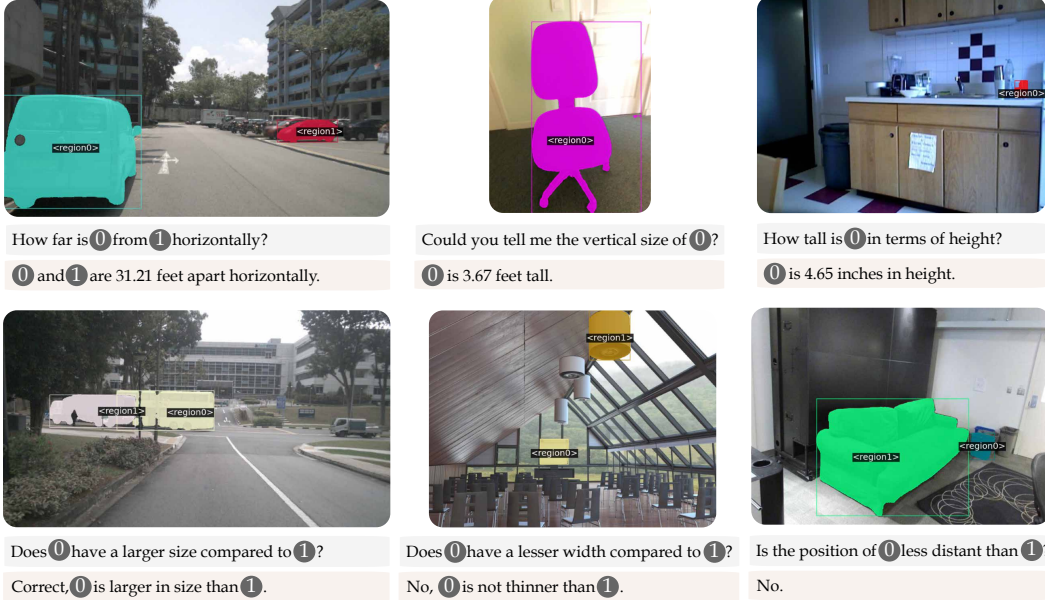 <region0>
<region1>
<region0>
<region0>
How far is 0 from 1 horizontally?
Could you tell me the vertical size of 0?
How tall is 0 in terms of height?
0 and 1 are 31.21 feet apart horizontally.
0 is 3.67 feet tall.
0 is 4.65 inches in height.
<region1>
<region0>
<region1>
<region0>
<region1>
<region0>
Does 0 have a larger size compared to 1?
Does 0 have a lesser width compared to 1?
Is the position of 0 less distant than 1?
Correct, 0 is larger in size than 1.
No, 0 is not thinner than 1.
No.